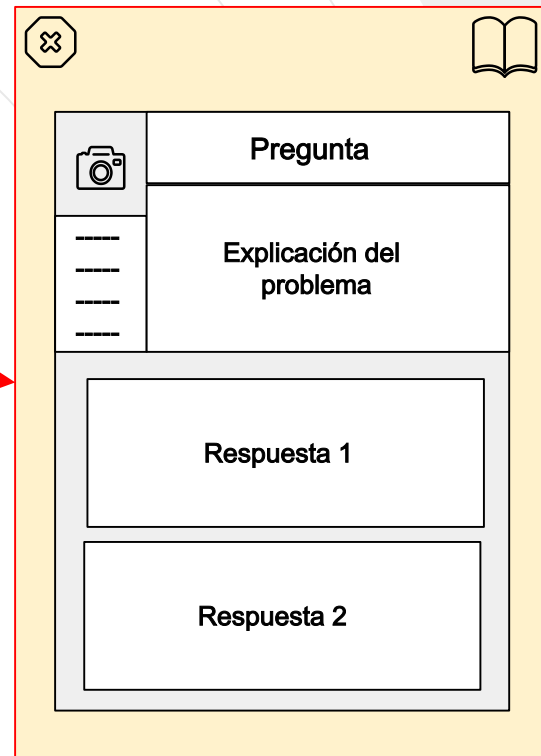 Pregunta
-----
-----
-----
-----
Explicación del
problema
Respuesta 1
Respuesta 2